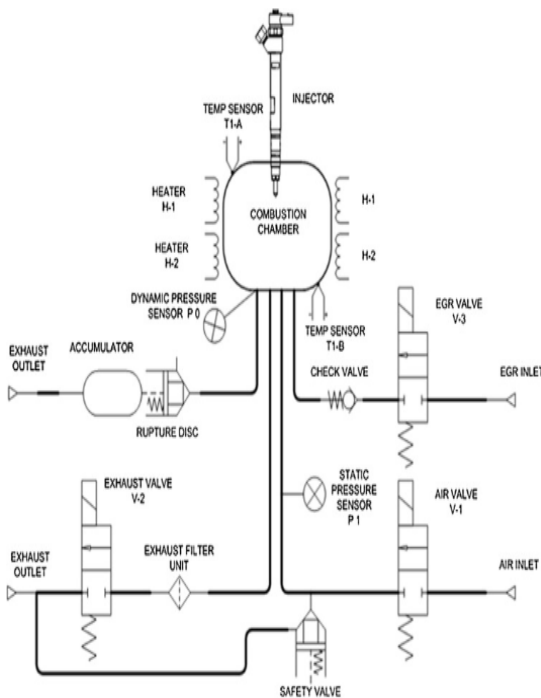 INJECTOR
TEMP SENSOR
T1-A
HEATER
H-1
H-1
COMBUSTION
CHAMBER
HEATER
H-2
H-2
DYNAMIC PRESSURE
SENSOR P 0
TEMP SENSOR
T1-B
EGR VALVE
V-3
EXHAUST
OUTLET
ACCUMULATOR
CHECK VALVE
EGR INLET
RUPTURE DISC
EXHAUST VALVE
V-2
STATIC
PRESSURE
SENSOR
P 1
AIR VALVE
V-1
EXHAUST
OUTLET
EXHAUST FILTER
UNIT
AIR INLET
SAFETY VALVE